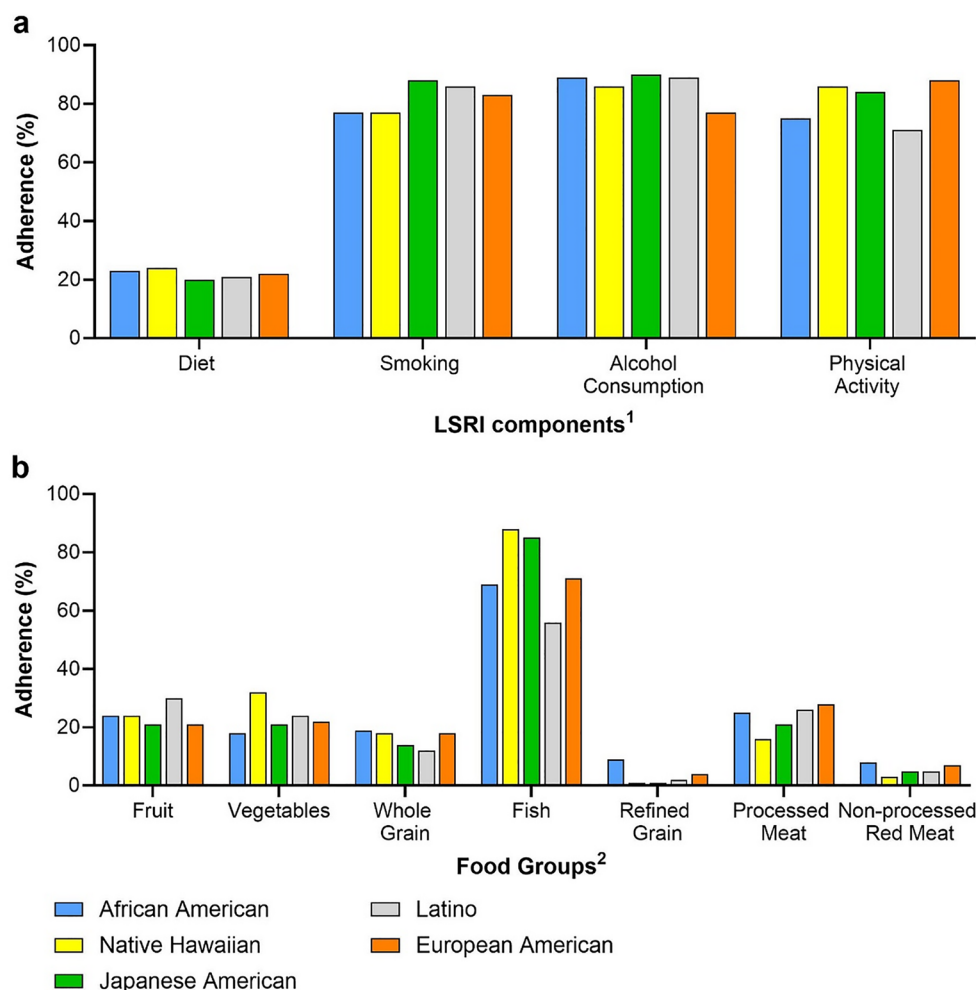 a
100
80
60
40
20
0
Adherence (%)
Diet
Smoking
Alcohol
Consumption
Physical
Activity
LSRI components1
b
100
80
60
40
20
0
Adherence (%)
Fruit
Vegetables
Whole
Grain
Fish
Refined
Grain
Processed
Meat
Non-processed
Red Meat
Food Groups2
African American
Native Hawaiian
Japanese American
Latino
European American